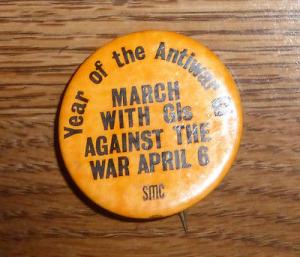 Year of the Antiwar
MARCH
WITH GIs
AGAINST THE
WAR APRIL 6
SMC